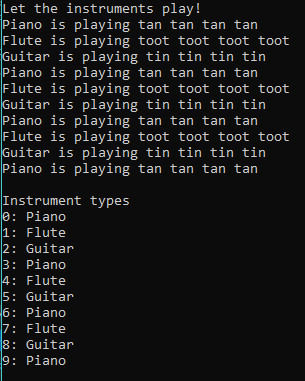 Let the instruments play!
Piano is playing tan tan tan tan
Flute is playing toot toot toot toot
Guitar is playing tin tin tin tin
Piano is playing tan tan tan tan
Flute is playing toot toot toot toot
Guitar is playing tin tin tin tin
Piano is playing tan tan tan tan
Flute is playing toot toot toot toot
Guitar is playing tin tin tin tin
Piano is playing tan tan tan tan

Instrument types
0: Piano
1: Flute
2: Guitar
3: Piano
4: Flute
5: Guitar
6: Piano
7: Flute
8: Guitar
9: Piano